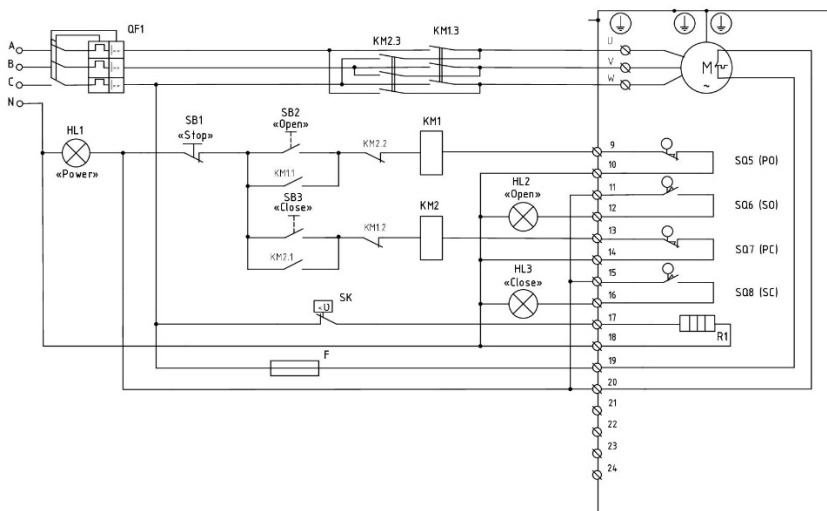 QF1
A
B
C
N
KM2.3
KM1.3
U
V
W
M
~
HL1
«Power»
SB1
«Stop»
SB2
«Open»
KM1.1
KM2.2
KM1
SB3
«Close»
KM2.1
KM1.2
KM2
HL2
«Open»
HL3
«Close»
SK
F
9
10
SQ5 (PO)
11
12
SQ6 (SO)
13
14
SQ7 (PC)
15
16
SQ8 (SC)
17
R1
18
19
20
21
22
23
24